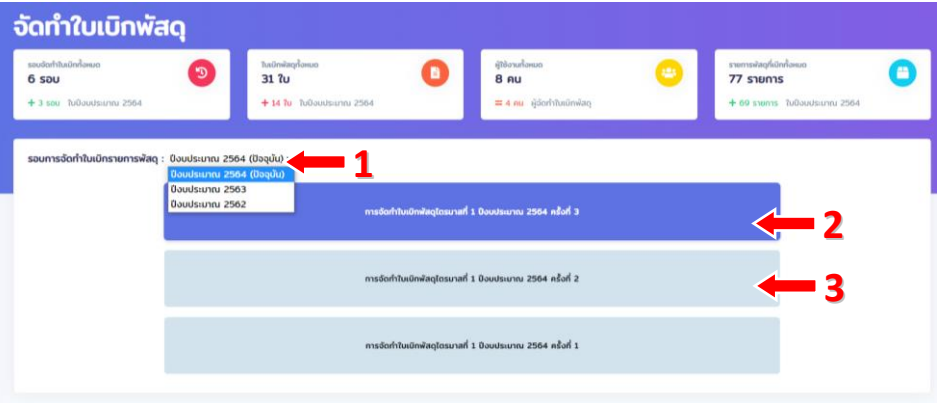 จัดทำใบเบิกพัสดุ
รอบจัดทำใบเบิกทั้งหมด
6 รอบ
+ 3 รอบ ในปีงบประมาณ 2564
ใบเบิกพัสดุทั้งหมด
31 ใบ
+ 14 ใบ ในปีงบประมาณ 2564
ผู้ใช้งานทั้งหมด
8 คน
= 4 คน ผู้จัดทำใบเบิกพัสดุ
รายการพัสดุที่เบิกทั้งหมด
77 รายการ
+ 69 รายการ ในปีงบประมาณ 2564
รอบการจัดทำใบเบิกรายการพัสดุ : ปีงบประมาณ 2564 (ปัจจุบัน) 1
ปีงบประมาณ 2564 (ปัจจุบัน)
ปีงบประมาณ 2563
ปีงบประมาณ 2562
การจัดทำใบเบิกพัสดุไตรมาสที่ 1 ปีงบประมาณ 2564 ครั้งที่ 3
2
การจัดทำใบเบิกพัสดุไตรมาสที่ 1 ปีงบประมาณ 2564 ครั้งที่ 2
3
การจัดทำใบเบิกพัสดุไตรมาสที่ 1 ปีงบประมาณ 2564 ครั้งที่ 1